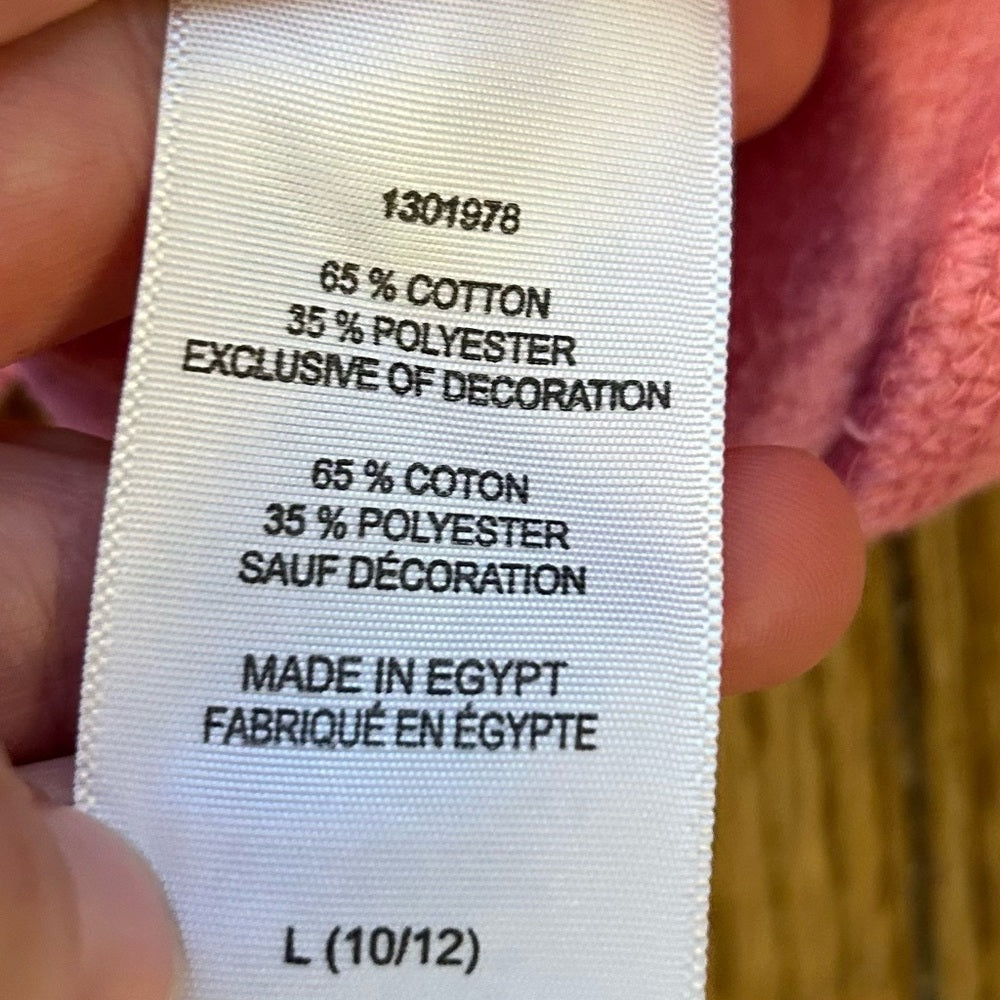 1301978
65 % COTTON
35 % POLYESTER
EXCLUSIVE OF DECORATION
65 % COTON
35 % POLYESTER
SAUF DÉCORATION
MADE IN EGYPT
FABRIQUÉ EN ÉGYPTE
L (10/12)